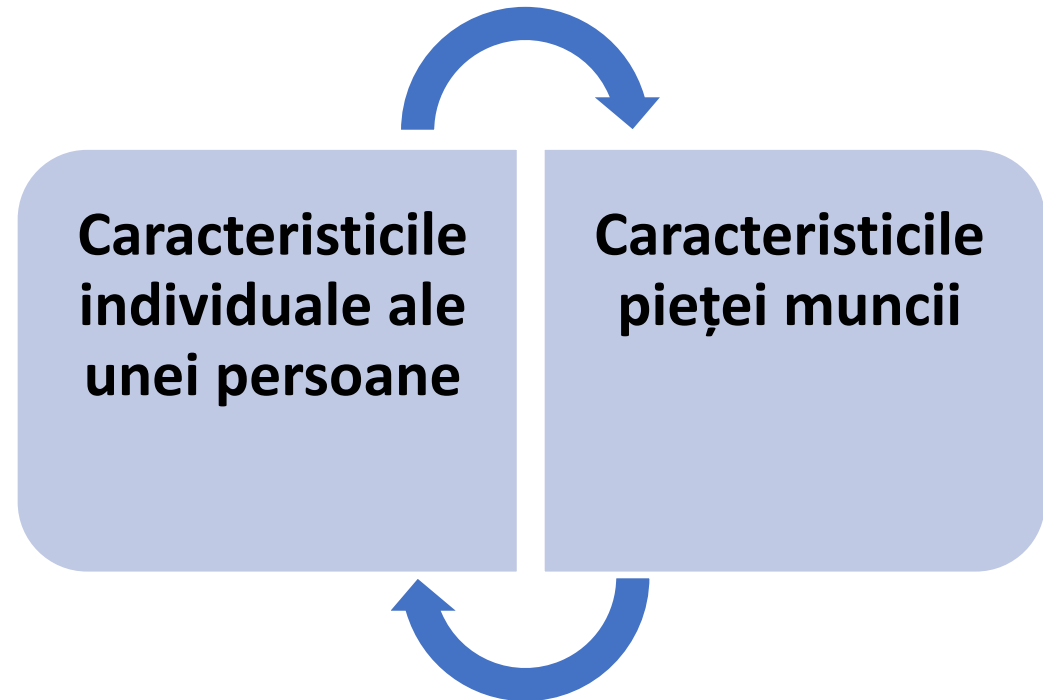 Caracteristicile
individuale ale
unei persoane
Caracteristicile
pieței muncii